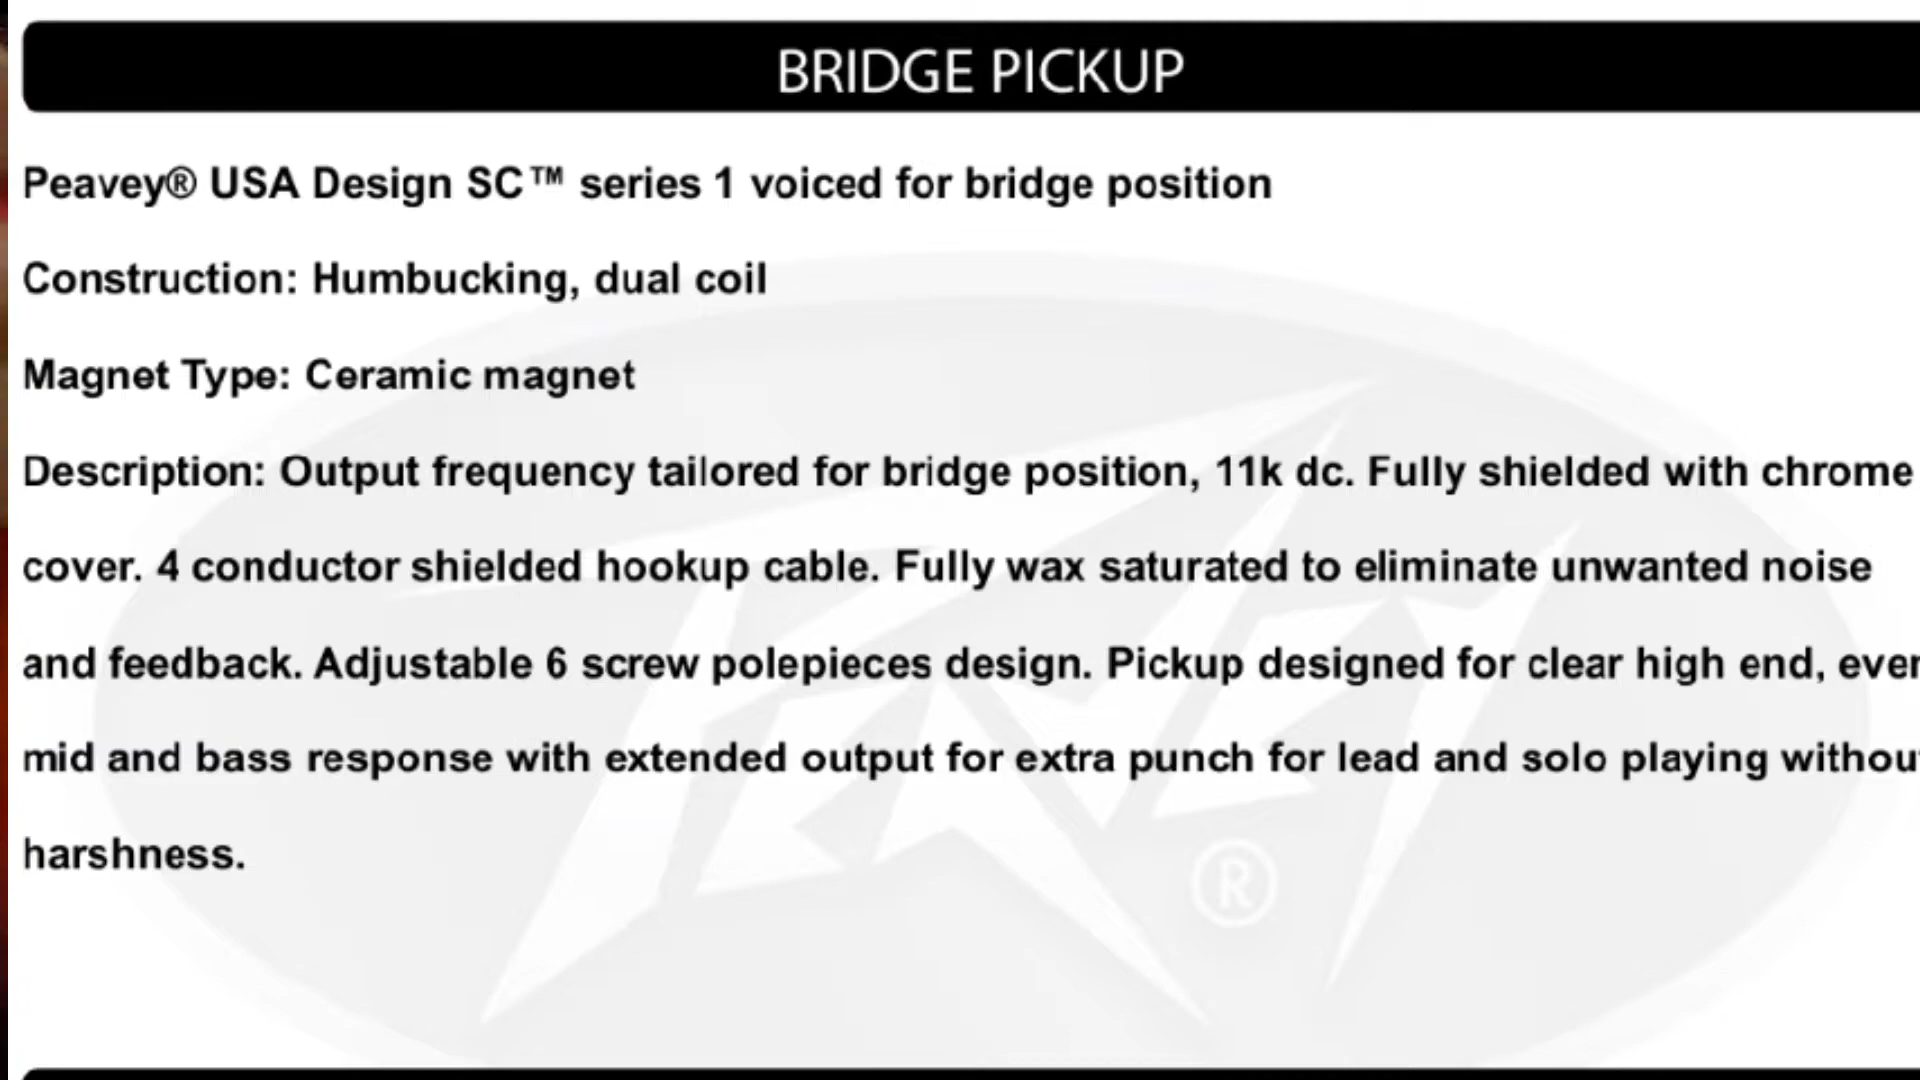 BRIDGE PICKUP
Peavey® USA Design SC™ series 1 voiced for bridge position
Construction: Humbucking, dual coil
Magnet Type: Ceramic magnet
Description: Output frequency tailored for bridge position, 11k dc. Fully shielded with chrome
cover. 4 conductor shielded hookup cable. Fully wax saturated to eliminate unwanted noise
and feedback. Adjustable 6 screw polepieces design. Pickup designed for clear high end, even
mid and bass response with extended output for extra punch for lead and solo playing without
harshness.
PEAVEY®